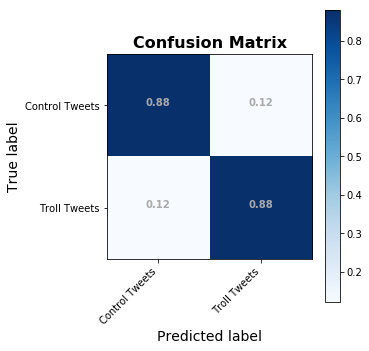 Confusion Matrix
True label
Control Tweets
0.88
0.12
Troll Tweets
0.12
0.88
Control Tweets
Troll Tweets
Predicted label
0.8
0.7
0.6
0.5
0.4
0.3
0.2